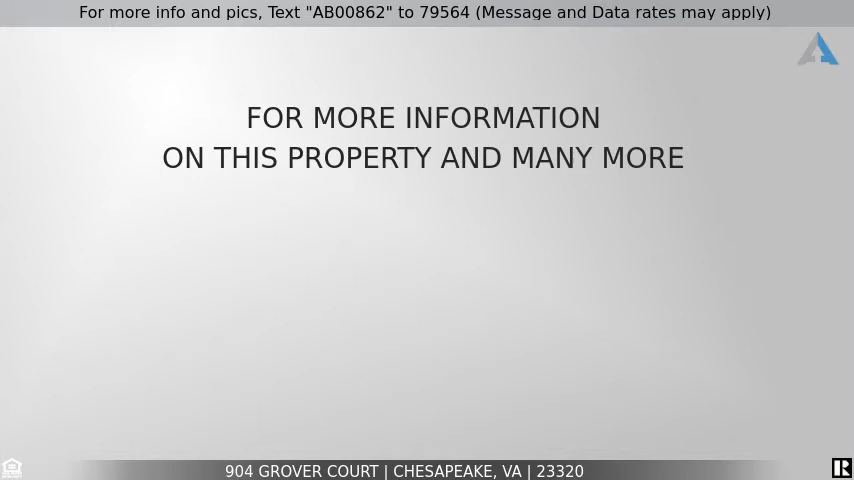 For more info and pics, Text "AB00862" to 79564 (Message and Data rates may apply)
FOR MORE INFORMATION
ON THIS PROPERTY AND MANY MORE
904 GROVER COURT | CHESAPEAKE, VA | 23320